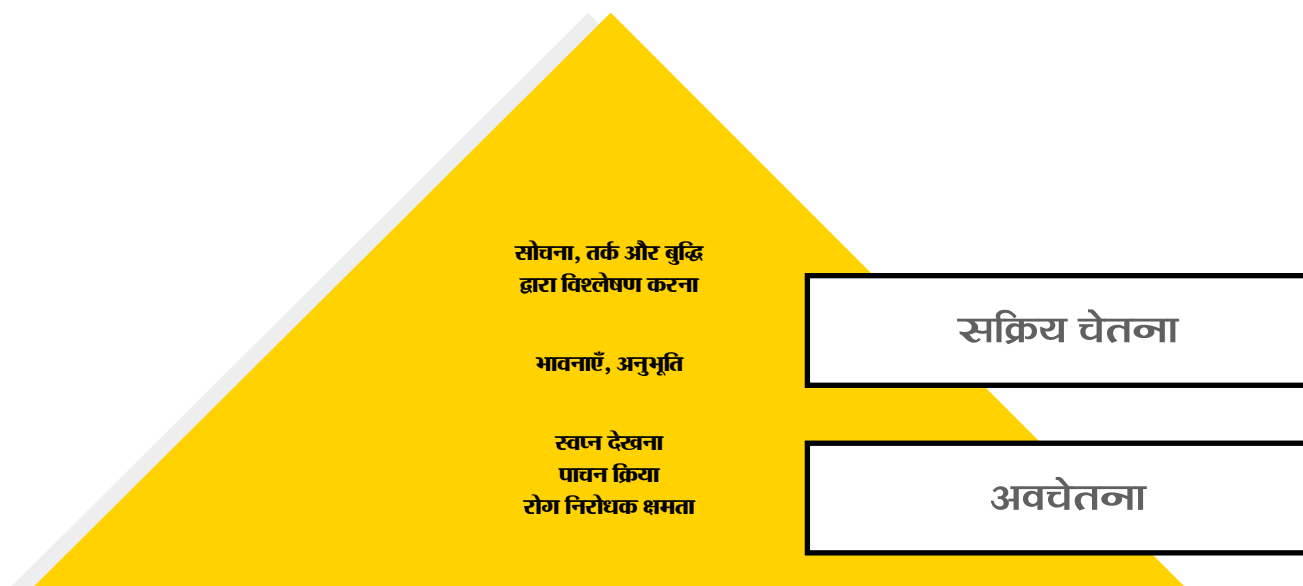 सोचना, तर्क और बुद्धि
द्वारा विश्लेषण करना
भावनाएँ, अनुभूति
सक्रिय चेतना
स्वप्न देखना
पाचन क्रिया
रोग निरोधक क्षमता
अवचेतना